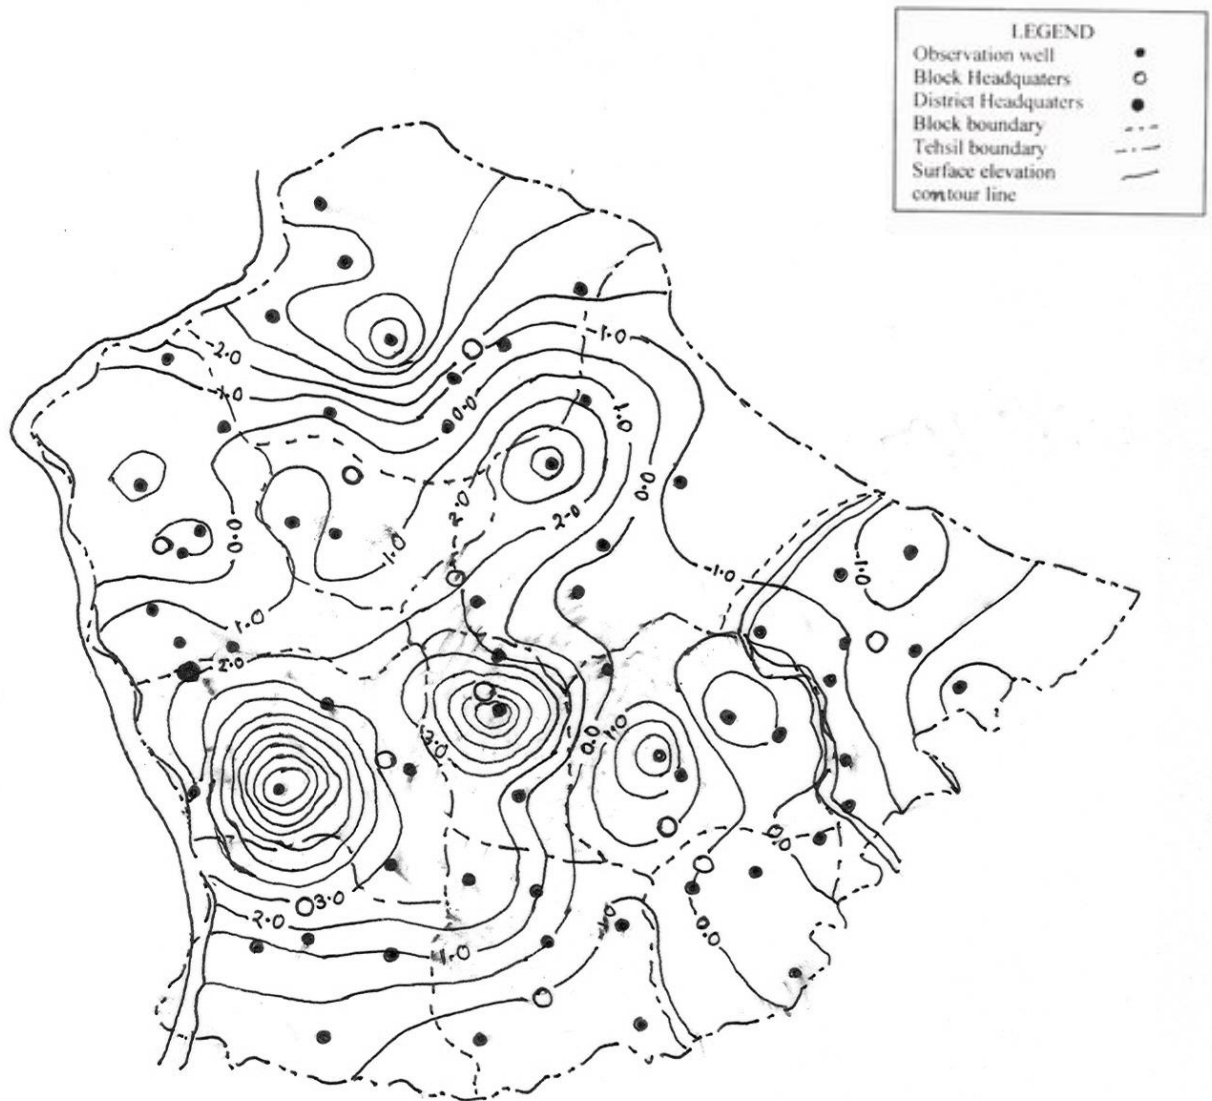 LEGEND
Observation well
Block Headquaters
District Headquaters
Block boundary
Tehsil boundary
Surface elevation
contour line
-1.0
-2.0
-1.0
0.0
1.0
0.0
2.0
2.0
0.0
1.0
-1.0
-1.0
1.0
2.0
3.0
0.0
1.0
0.0
3.0
2.0
1.0
1.0
0.0